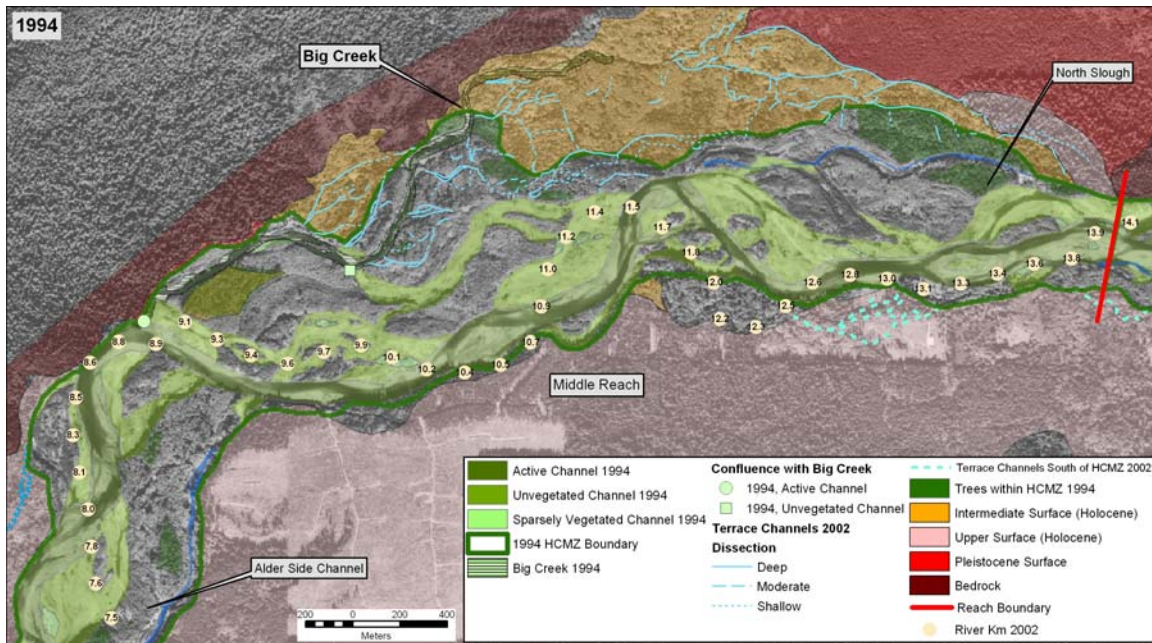 1994
Big Creek
North Slough
11.4
11.5
11.2
11.7
11.8
11.0
12.0
10.9
12.2
12.3
12.5
12.6
12.8
13.0
13.1
13.3
13.4
13.6
13.8
13.9
14.1
9.1
9.3
9.4
9.6
9.7
9.9
10.1
10.2
10.4
10.5
10.7
8.9
8.8
8.6
8.5
8.3
8.1
8.0
7.8
7.6
7.5
Middle Reach
Alder Side Channel
200 0 200 400
Meters
Active Channel 1994
Unvegetated Channel 1994
Sparsely Vegetated Channel 1994
1994 HCMZ Boundary
Big Creek 1994
Confluence with Big Creek
1994, Active Channel
1994, Unvegetated Channel
Terrace Channels 2002
Dissection
Deep
Moderate
Shallow
Terrace Channels South of HCMZ 2002
Trees within HCMZ 1994
Intermediate Surface (Holocene)
Upper Surface (Holocene)
Pleistocene Surface
Bedrock
Reach Boundary
River Km 2002